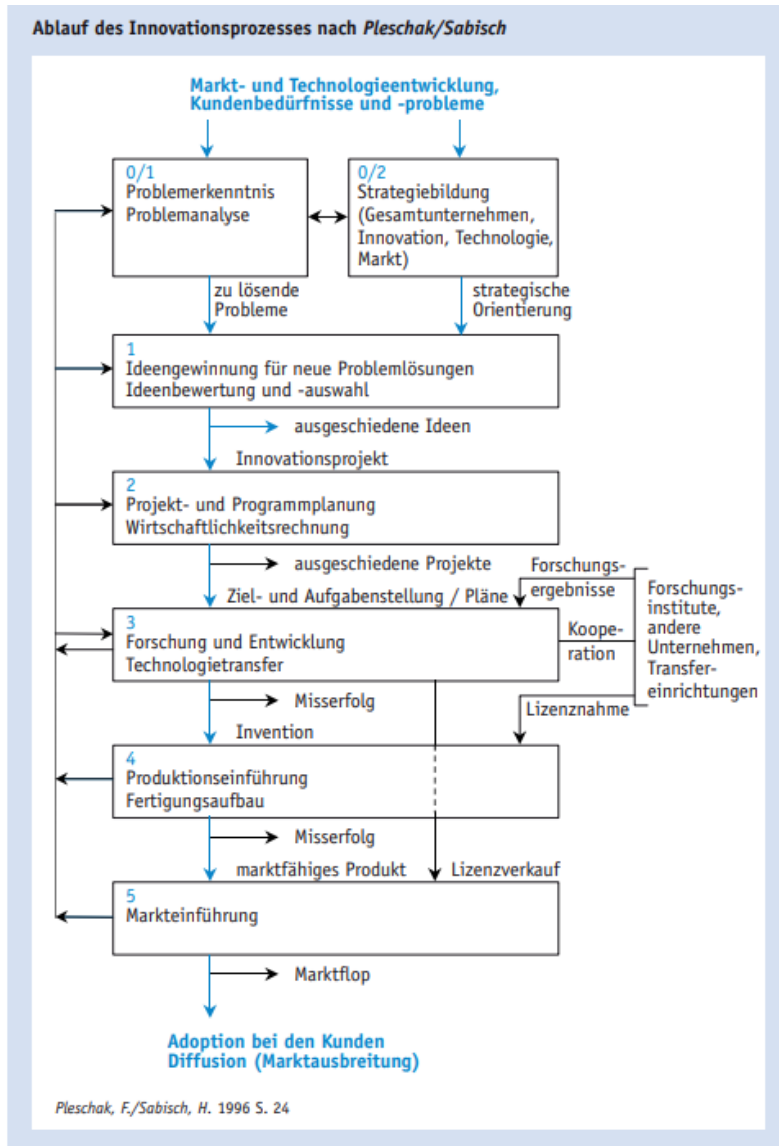 Ablauf des Innovationsprozesses nach Pleschak/Sabisch
Markt- und Technologieentwicklung,
Kundenbedürfnisse und -probleme
0/1
Problemerkenntnis
Problemanalyse
0/2
Strategiebildung
(Gesamtunternehmen,
Innovation, Technologie,
Markt)
zu lösende
Probleme
strategische
Orientierung
1
Ideengewinnung für neue Problemlösungen
Ideenbewertung und -auswahl
ausgeschiedene Ideen
Innovationsprojekt
2
Projekt- und Programmplanung
Wirtschaftlichkeitsrechnung
ausgeschiedene Projekte
Ziel- und Aufgabenstellung / Pläne
Forschungs-
ergebnisse
Forschungs-
institute,
andere
Unternehmen,
Transfer-
einrichtungen
3
Forschung und Entwicklung
Technologietransfer
Koope-
ration
Misserfolg
Invention
Lizenznahme
4
Produktionseinführung
Fertigungsaufbau
Misserfolg
marktfähiges Produkt
Lizenzverkauf
5
Markteinführung
Marktflop
Adoption bei den Kunden
Diffusion (Marktausbreitung)
Pleschak, F./Sabisch, H. 1996 S. 24